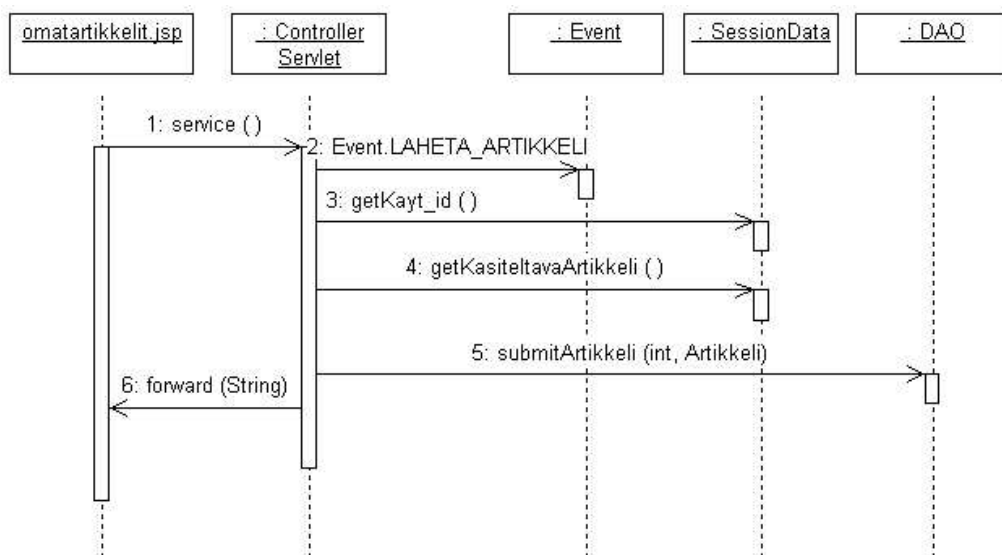 omatartikkelit.jsp
: Controller
Servlet
: Event
: SessionData
: DAO
1: service ( )
2: Event.LAHETA_ARTIKKELI
3: getKayt_id ( )
4: getKasiteltavaArtikkeli ( )
5: submitArtikkeli (int, Artikkeli)
6: forward (String)